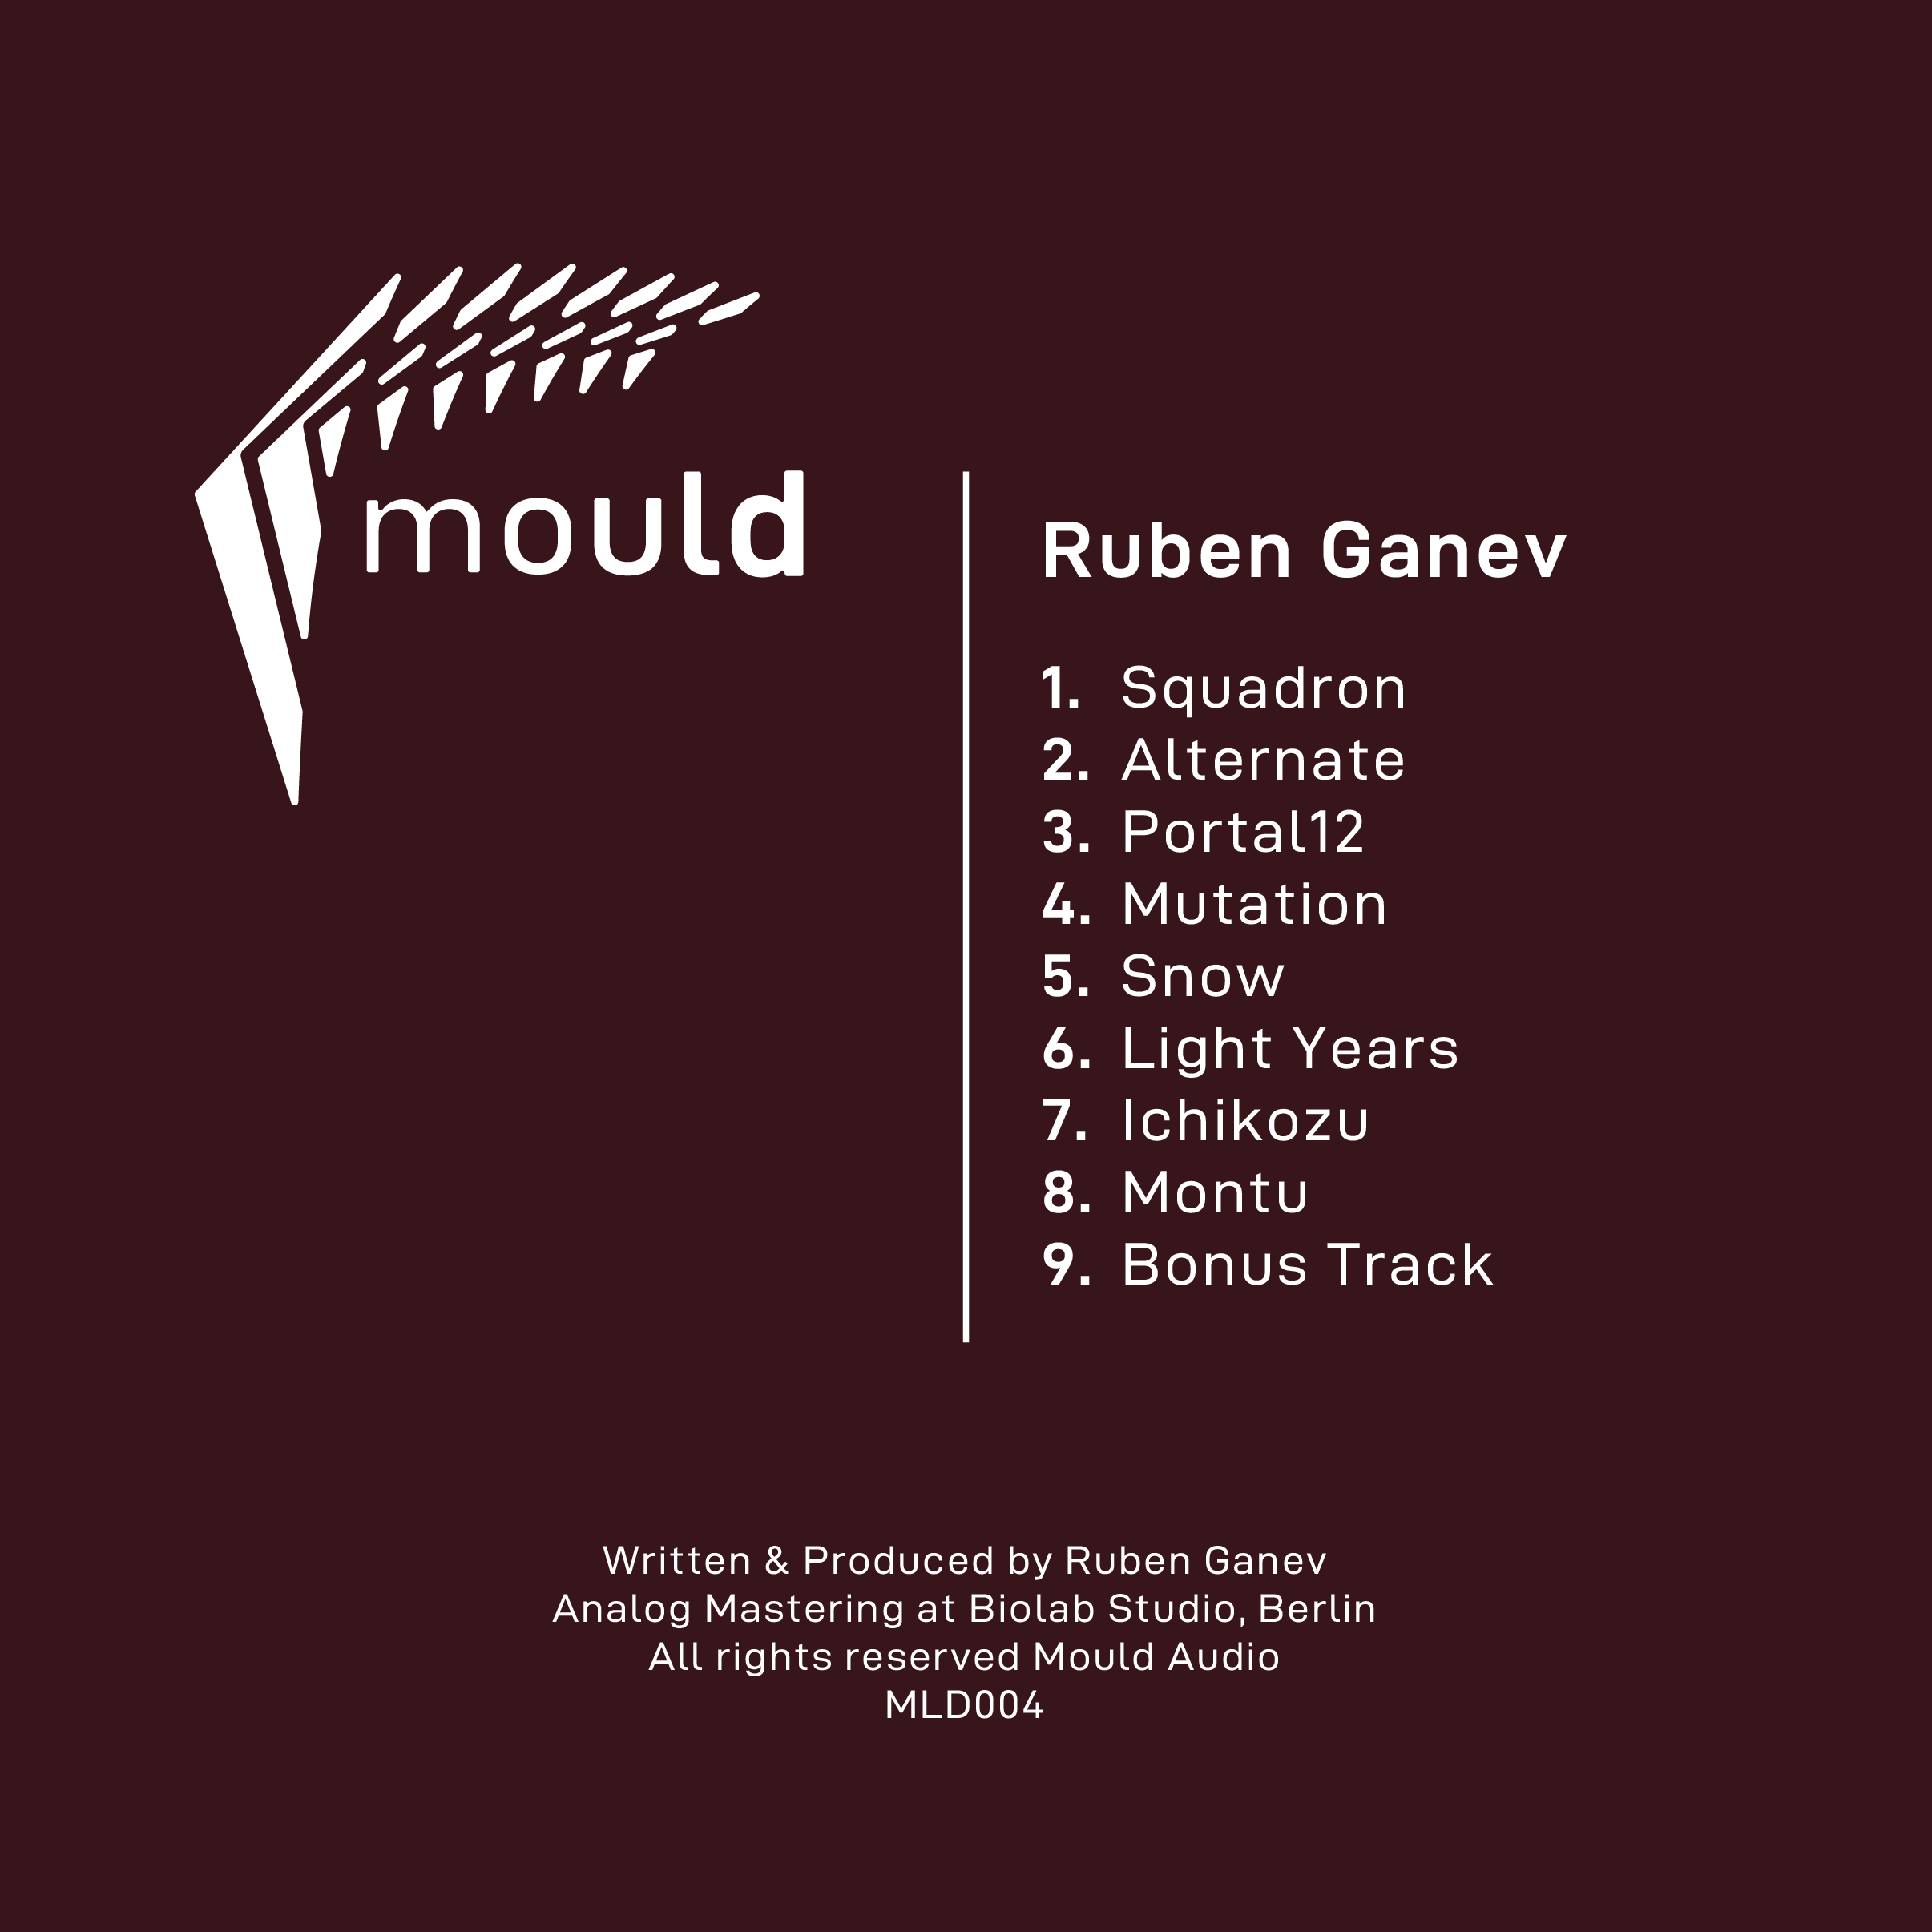 mould
Ruben Ganev
1. Squadron
2. Alternate
3. Portal12
4. Mutation
5. Snow
6. Light Years
7. Ichikozu
8. Montu
9. Bonus Track
Written & Produced by Ruben Ganev
Analog Mastering at Biolab Studio, Berlin
All rights reserved Mould Audio
MLD004